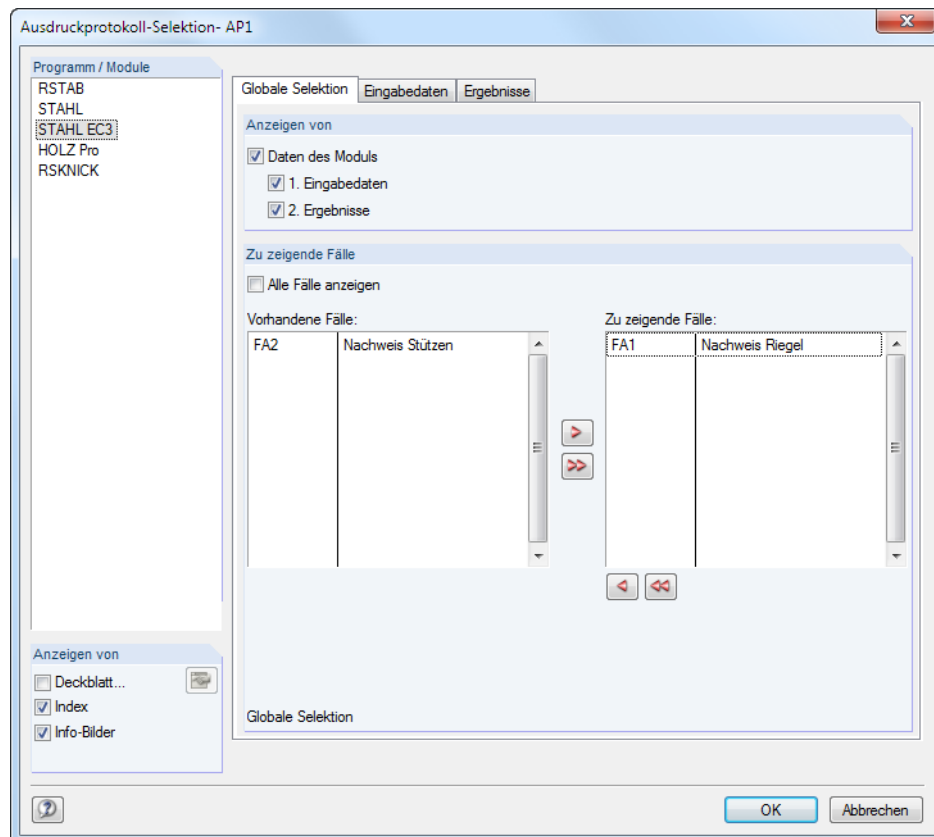 Ausdruckprotokoll-Selektion- AP1
Programm / Module
RSTAB
STAHL
STAHL EC3
HOLZ Pro
RSKNICK
Globale Selektion Eingabedaten Ergebnisse
Anzeigen von
Daten des Moduls
1. Eingabedaten
2. Ergebnisse
Zu zeigende Fälle
Alle Fälle anzeigen
Vorhandene Fälle:
FA2 Nachweis Stützen
Zu zeigende Fälle:
FA1 Nachweis Riegel
Globale Selektion
Anzeigen von
Deckblatt...
Index
Info-Bilder
OK Abbrechen